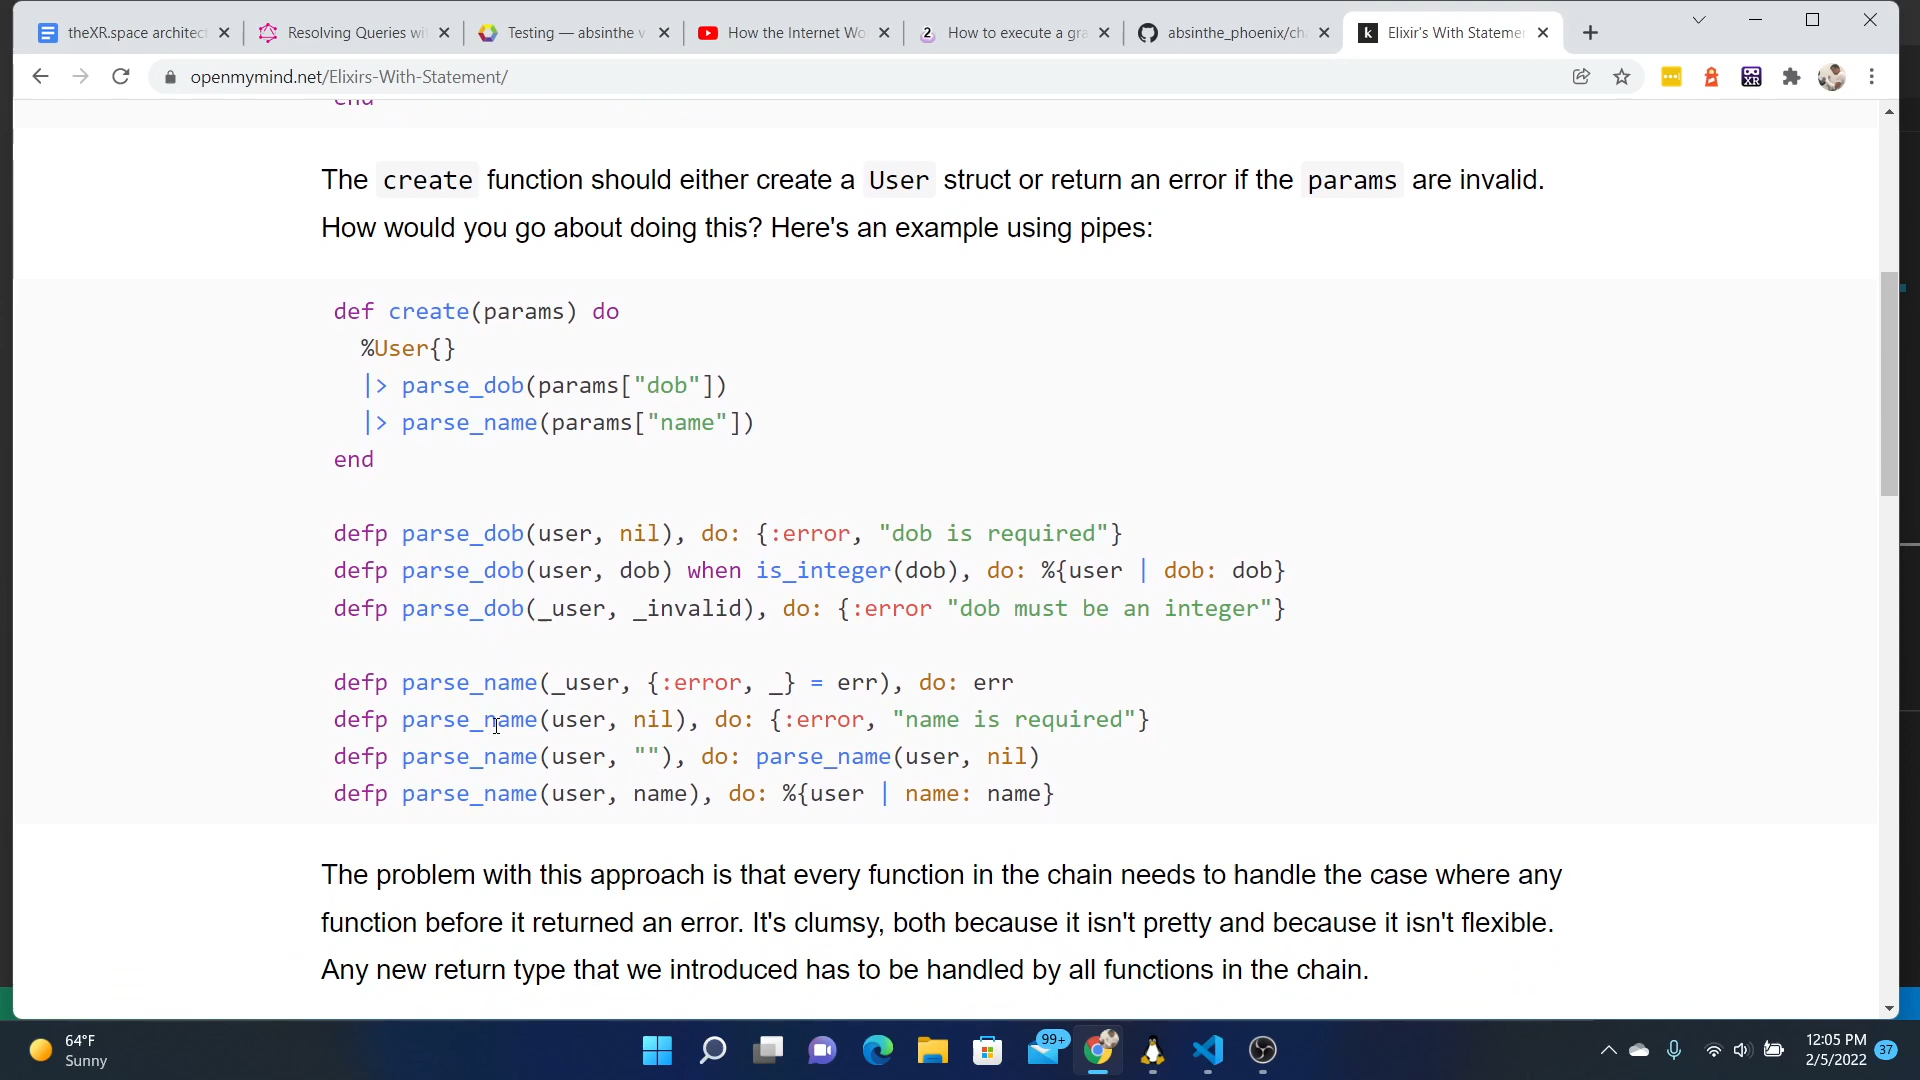 theXR.space architect
Resolving Queries wi
Testing — absinthe v
How the Internet Wo
How to execute a gra
absinthe_phoenix/cha
Elixir's With Statemen
openmymind.net/Elixirs-With-Statement/
end
The create function should either create a User struct or return an error if the params are invalid.
How would you go about doing this? Here's an example using pipes:
def create(params) do
%User{}
|> parse_dob(params["dob"])
|> parse_name(params["name"])
end
defp parse_dob(user, nil), do: {:error, "dob is required"}
defp parse_dob(user, dob) when is_integer(dob), do: %{user | dob: dob}
defp parse_dob(_user, _invalid), do: {:error "dob must be an integer"}
defp parse_name(_user, {:error, _} = err), do: err
defp parse_name(user, nil), do: {:error, "name is required"}
defp parse_name(user, ""), do: parse_name(user, nil)
defp parse_name(user, name), do: %{user | name: name}
The problem with this approach is that every function in the chain needs to handle the case where any
function before it returned an error. It's clumsy, both because it isn't pretty and because it isn't flexible.
Any new return type that we introduced has to be handled by all functions in the chain.
64°F
Sunny
99+
12:05 PM
2/5/2022
37